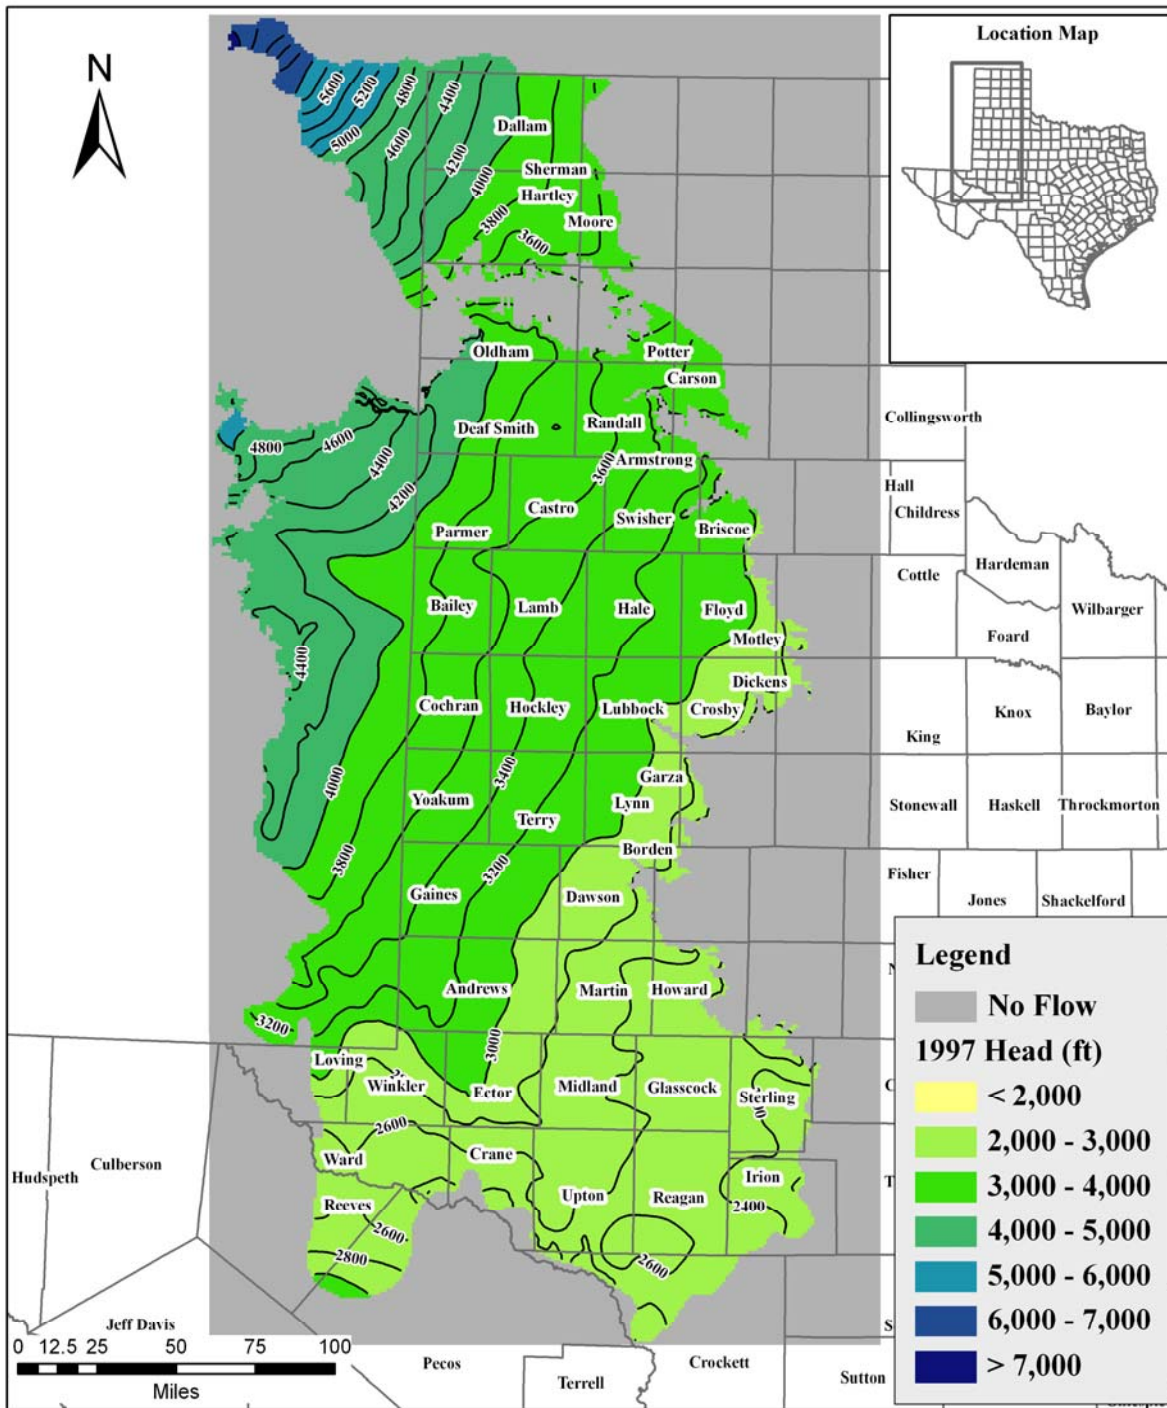 Location Map
N
5600
5200
4800
4400
5000
4600
4200
4000
Dallam
Sherman
Hartley
3800
Moore
3600
Oldham
Potter
Carson
Collingsworth
Deaf Smith
Randall
4800
4600
4400
4200
3600
Armstrong
Hall
Childress
Castro
Swisher
Briscoe
Parmer
Cottle
Hardeman
Bailey
Lamb
Hale
Floyd
Wilbarger
Motley
Foard
4400
Dickens
Cochran
Hockley
Lubbock
Crosby
Knox
Baylor
King
4000
3400
Garza
Yoakum
Lynn
Stonewall
Haskell
Throckmorton
Terry
3800
3200
Borden
Gaines
Dawson
Fisher
Jones
Shackelford
Andrews
Martin
Howard
3200
3000
Loving
Winkler
Ector
Midland
Glasscock
Sterling
2600
Ward
Crane
Hudspeth
Culberson
Reeves
Upton
Reagan
Irion
2400
2600
2800
2600
Legend
No Flow
1997 Head (ft)
< 2,000
2,000 - 3,000
3,000 - 4,000
4,000 - 5,000
5,000 - 6,000
6,000 - 7,000
> 7,000
Jeff Davis
Pecos
Terrell
Crockett
Sutton
0 12.5 25 50 75 100
Miles